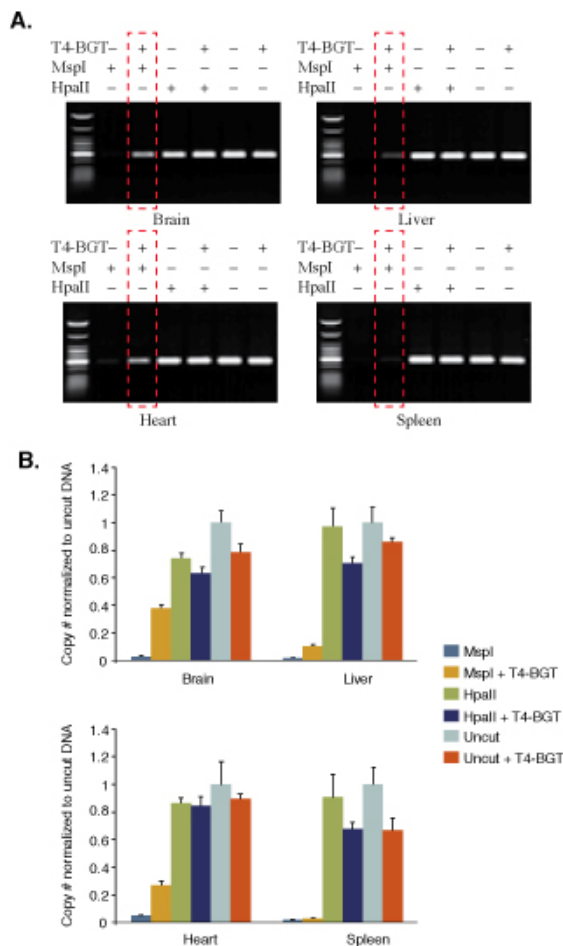 A.
T4-BGT– + – + – + T4-BGT– + – + – +
MspI + + – – – – MspI + + – – – –
HpaII – – + + – – HpaII – – + + – –
Brain Liver
T4-BGT– + – + – + T4-BGT– + – + – +
MspI + + – – – – MspI + + – – – –
HpaII – – + + – – HpaII – – + + – –
Heart Spleen
B.
Copy # normalized to uncut DNA
1.4
1.2
1
0.8
0.6
0.4
0.2
0
Brain Liver
MspI
MspI + T4-BGT
HpaII
HpaII + T4-BGT
Uncut
Uncut + T4-BGT
Copy # normalized to uncut DNA
1.4
1.2
1
0.8
0.6
0.4
0.2
0
Heart Spleen